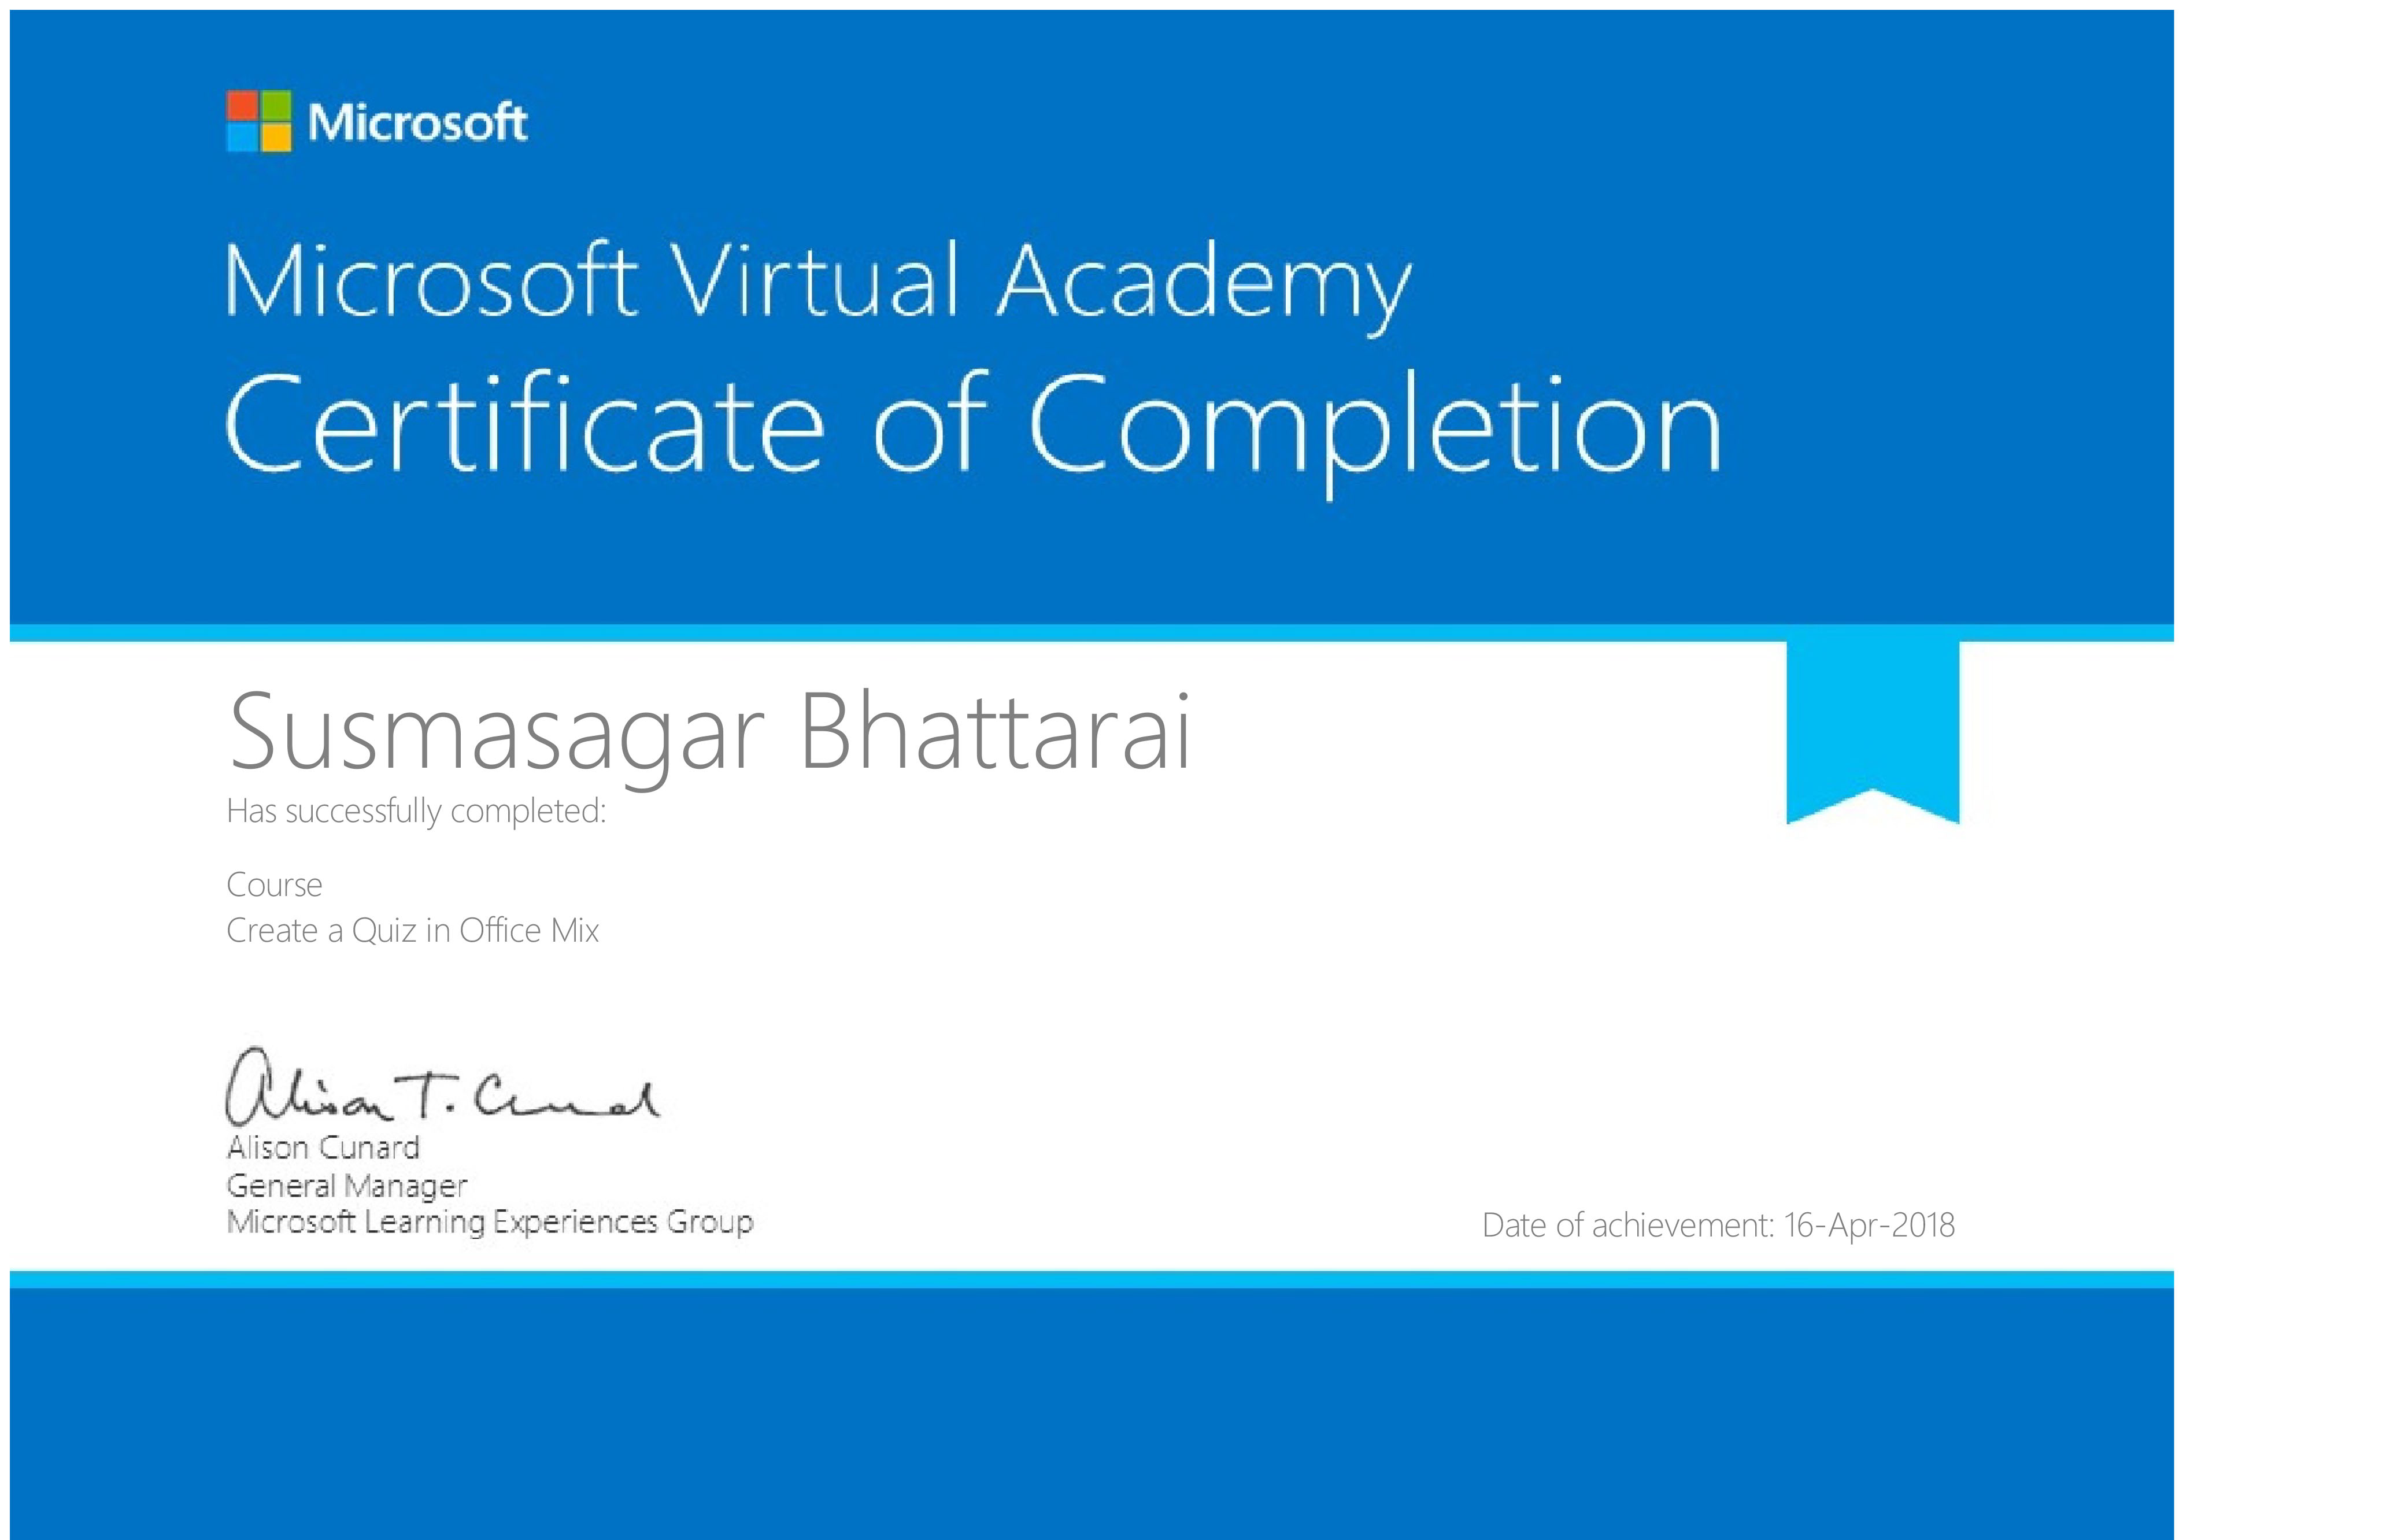 Microsoft
Microsoft Virtual Academy
Certificate of Completion
Susmasagar Bhattarai
Has successfully completed:
Course
Create a Quiz in Office Mix
Alison T. Cunard
Alison Cunard
General Manager
Microsoft Learning Experiences Group
Date of achievement: 16-Apr-2018